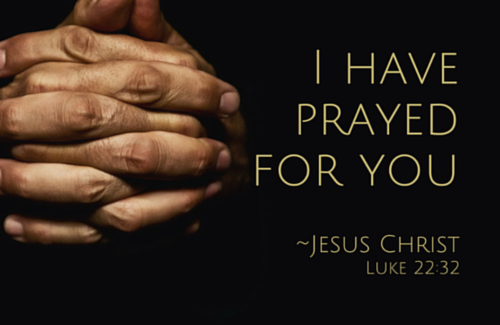 I HAVE
PRAYED
FOR YOU
~JESUS CHRIST
LUKE 22:32